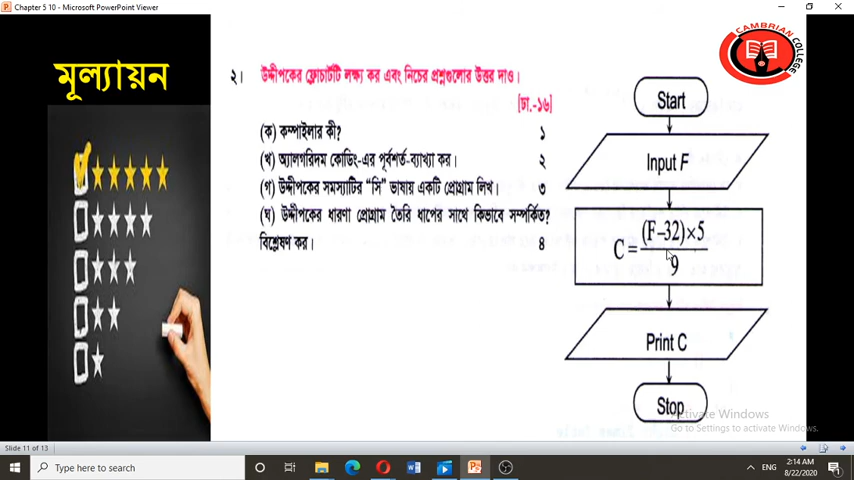 Chapter 5 10 - Microsoft PowerPoint Viewer
মূল্যায়ন
CAMBRIAN
COLLEGE
২। উদ্দীপকের ফ্লোচার্টটি লক্ষ্য কর এবং নিচের প্রশ্নগুলোর উত্তর দাও।
[ঢা.-১৬]
(ক) কম্পাইলার কী? ১
(খ) অ্যালগরিদম কোডিং-এর পূর্বশর্ত-ব্যাখ্যা কর। ২
(গ) উদ্দীপকের সমস্যাটির “সি” ভাষায় একটি প্রোগ্রাম লিখ। ৩
(ঘ) উদ্দীপকের ধারণা প্রোগ্রাম তৈরি ধাপের সাথে কিভাবে সম্পর্কিত?
বিশ্লেষণ কর। ৪
Start
Input F
C = (F-32)×5
9
Print C
Stop
Activate Windows
Go to Settings to activate Windows.
Slide 11 of 13
Type here to search
ENG
2:14 AM
8/22/2020